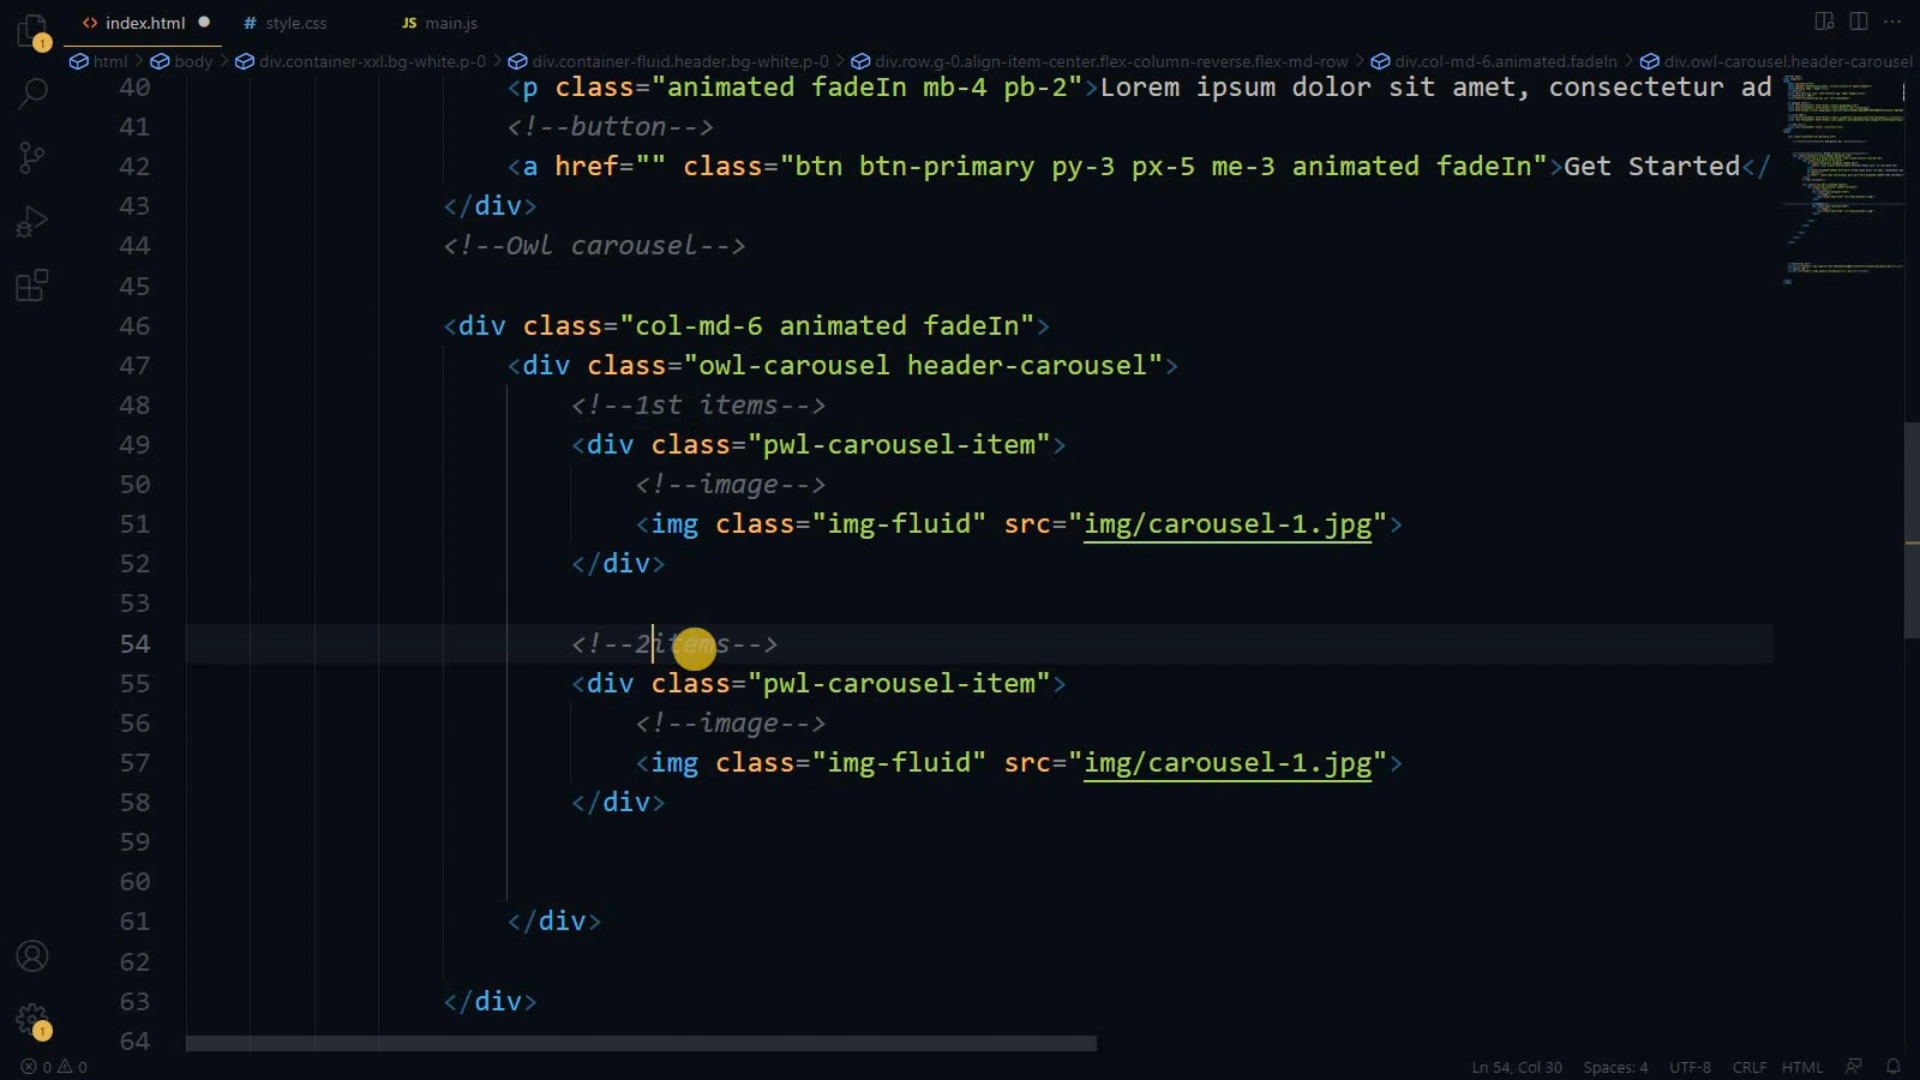 index.html
style.css
JS main.js
html > body > div.container-xxl.bg-white.p-0 > div.container-fluid.header.bg-white.p-0 > div.row.g-0.align-item-center.flex-column-reverse.flex-md-row > div.col-md-6.animated.fadeIn > div.owl-carousel.header-carousel
40 <p class="animated fadeIn mb-4 pb-2">Lorem ipsum dolor sit amet, consectetur ad
41 <!--button-->
42 <a href="" class="btn btn-primary py-3 px-5 me-3 animated fadeIn">Get Started</
43 </div>
44 <!--Owl carousel-->
45
46 <div class="col-md-6 animated fadeIn">
47 <div class="owl-carousel header-carousel">
48 <!--1st items-->
49 <div class="pwl-carousel-item">
50 <!--image-->
51 <img class="img-fluid" src="img/carousel-1.jpg">
52 </div>
53
54 <!--2items-->
55 <div class="pwl-carousel-item">
56 <!--image-->
57 <img class="img-fluid" src="img/carousel-1.jpg">
58 </div>
59
60
61 </div>
62
63 </div>
64
1
1
0 0
Ln 54, Col 30 Spaces: 4 UTF-8 CRLF HTML